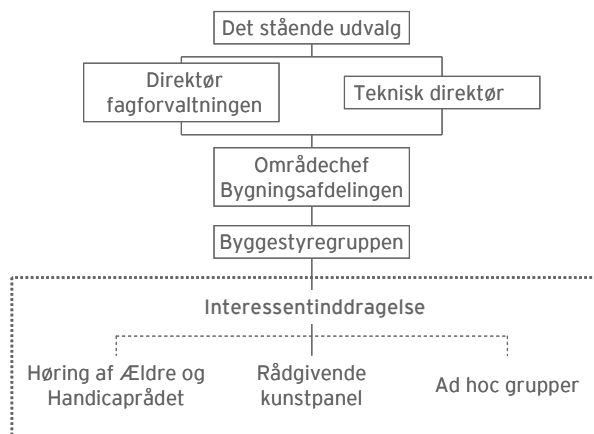 Det stående udvalg
Direktør
fagforvaltningen
Teknisk direktør
Områdechef
Bygningsafdelingen
Byggestyregruppen
Interessentinddragelse
Høring af Ældre og
Handicaprådet
Rådgivende
kunstpanel
Ad hoc grupper